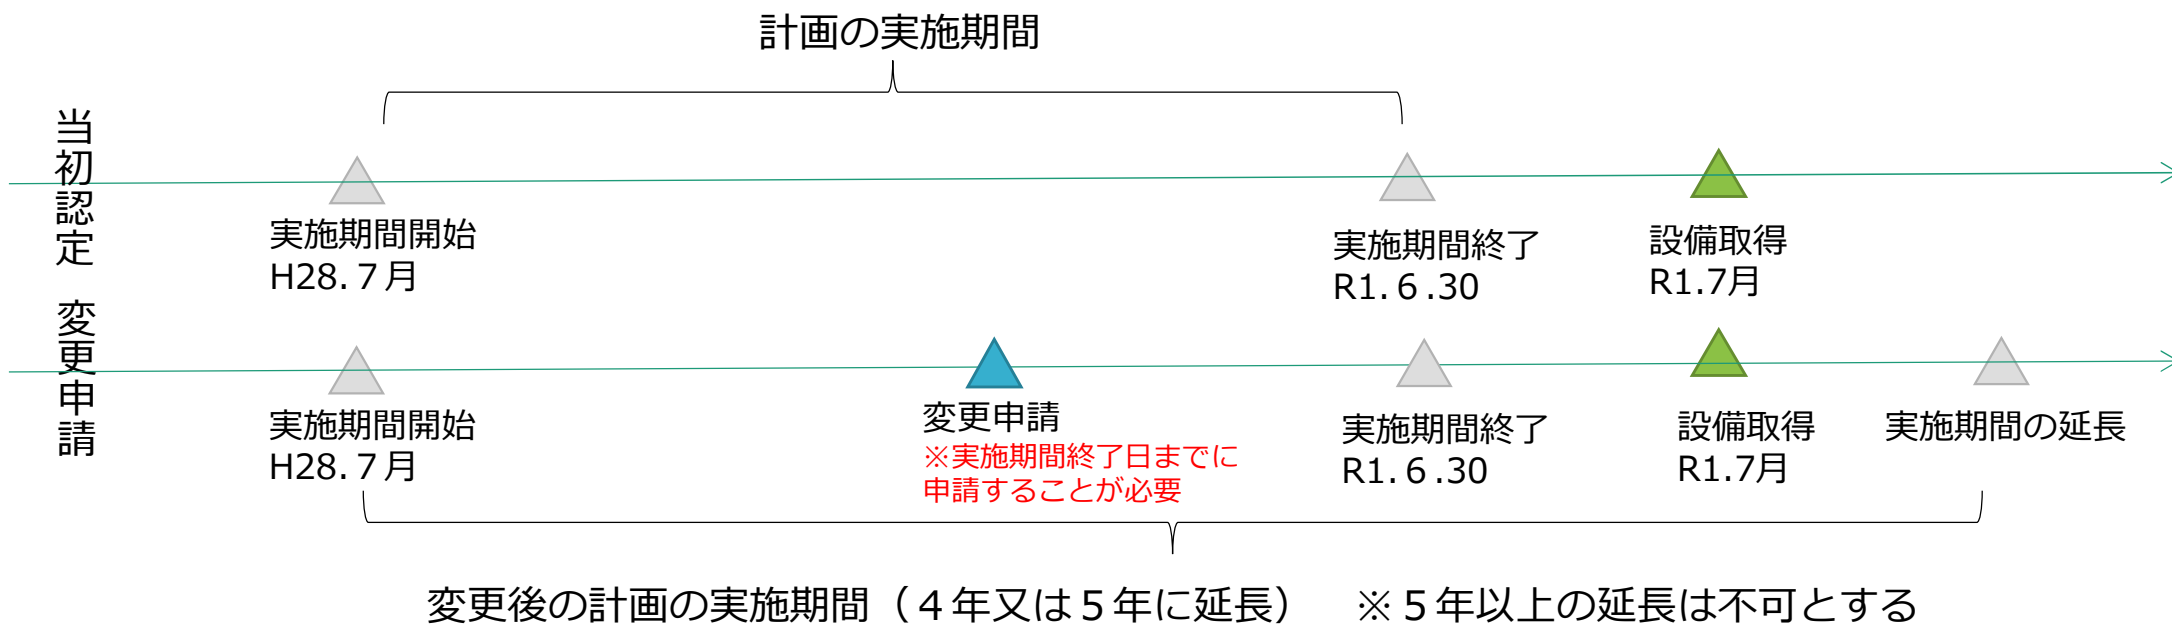 計画の実施期間
当初認定
実施期間開始
H28.７月
実施期間終了
R1.６.30
設備取得
R1.7月
変更申請
実施期間開始
H28.７月
変更申請
※実施期間終了日までに
申請することが必要
実施期間終了
R1.６.30
設備取得
R1.7月
実施期間の延長
変更後の計画の実施期間（４年又は５年に延長）　※５年以上の延長は不可とする